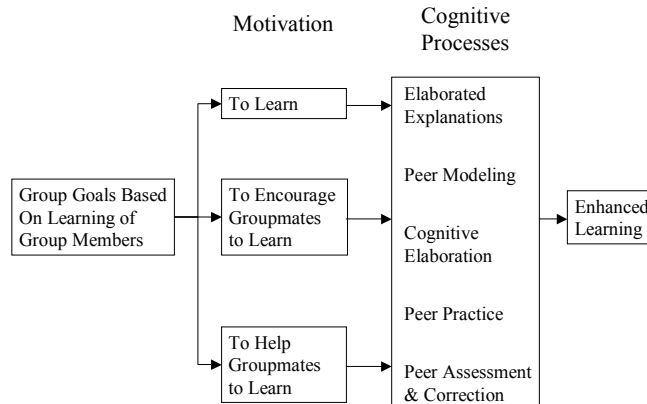 Motivation
Cognitive
Processes
Group Goals Based
On Learning of
Group Members
To Learn
To Encourage
Groupmates
to Learn
To Help
Groupmates
to Learn
Elaborated
Explanations
Peer Modeling
Cognitive
Elaboration
Peer Practice
Peer Assessment
& Correction
Enhanced
Learning